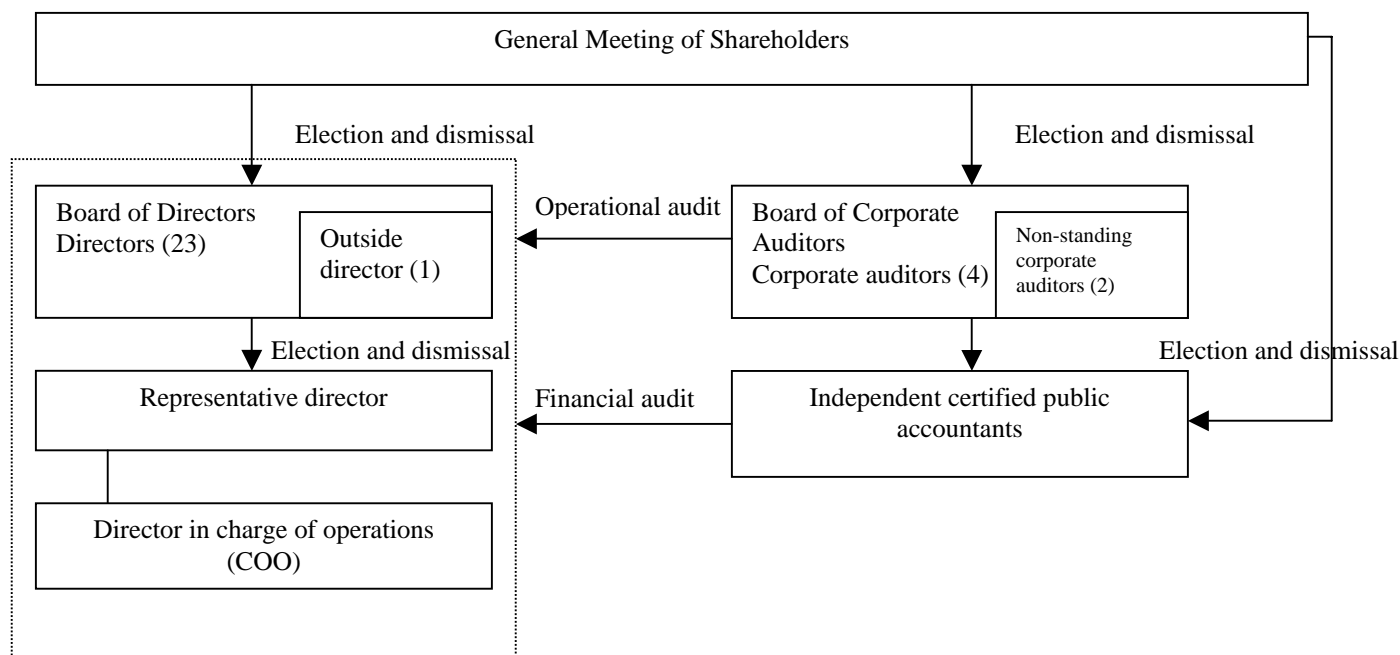 General Meeting of Shareholders
Election and dismissal
Election and dismissal
Board of Directors
Directors (23)
Outside
director (1)
Operational audit
Board of Corporate
Auditors
Corporate auditors (4)
Non-standing
corporate
auditors (2)
Election and dismissal
Election and dismissal
Representative director
Financial audit
Independent certified public
accountants
Director in charge of operations
(COO)